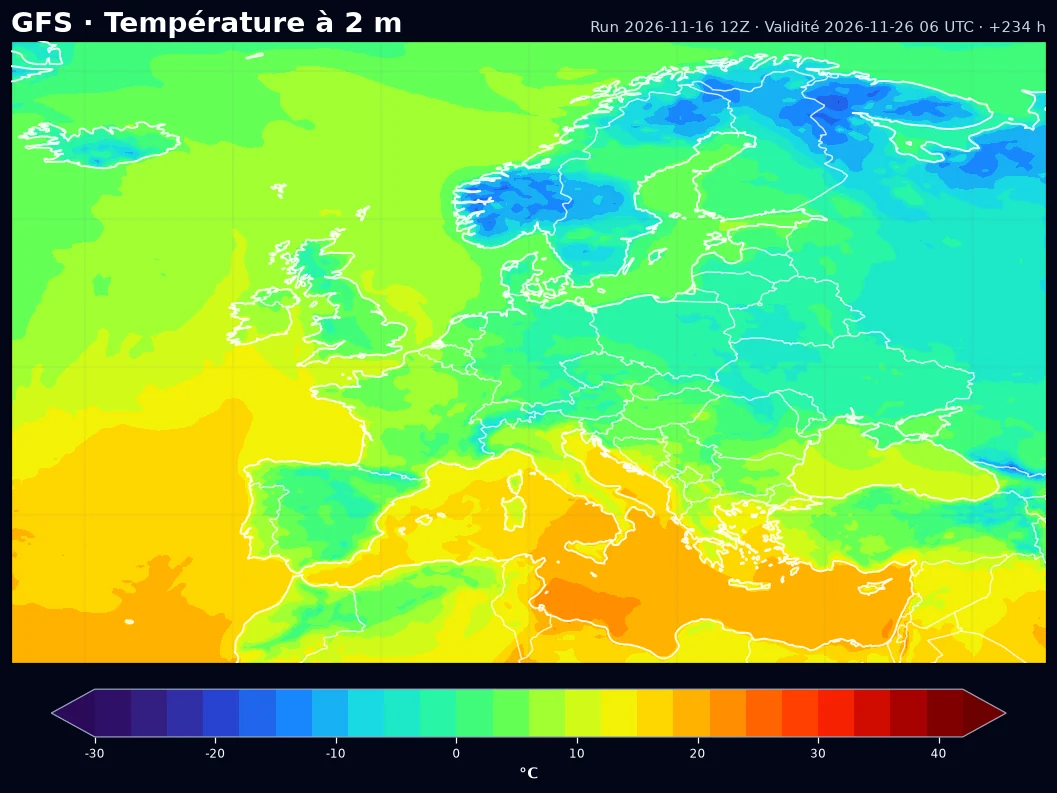 GFS · Température à 2 m
Run 2026-11-16 12Z · Validité 2026-11-26 06 UTC · +234 h
-30 -20 -10 0 10 20 30 40
°C